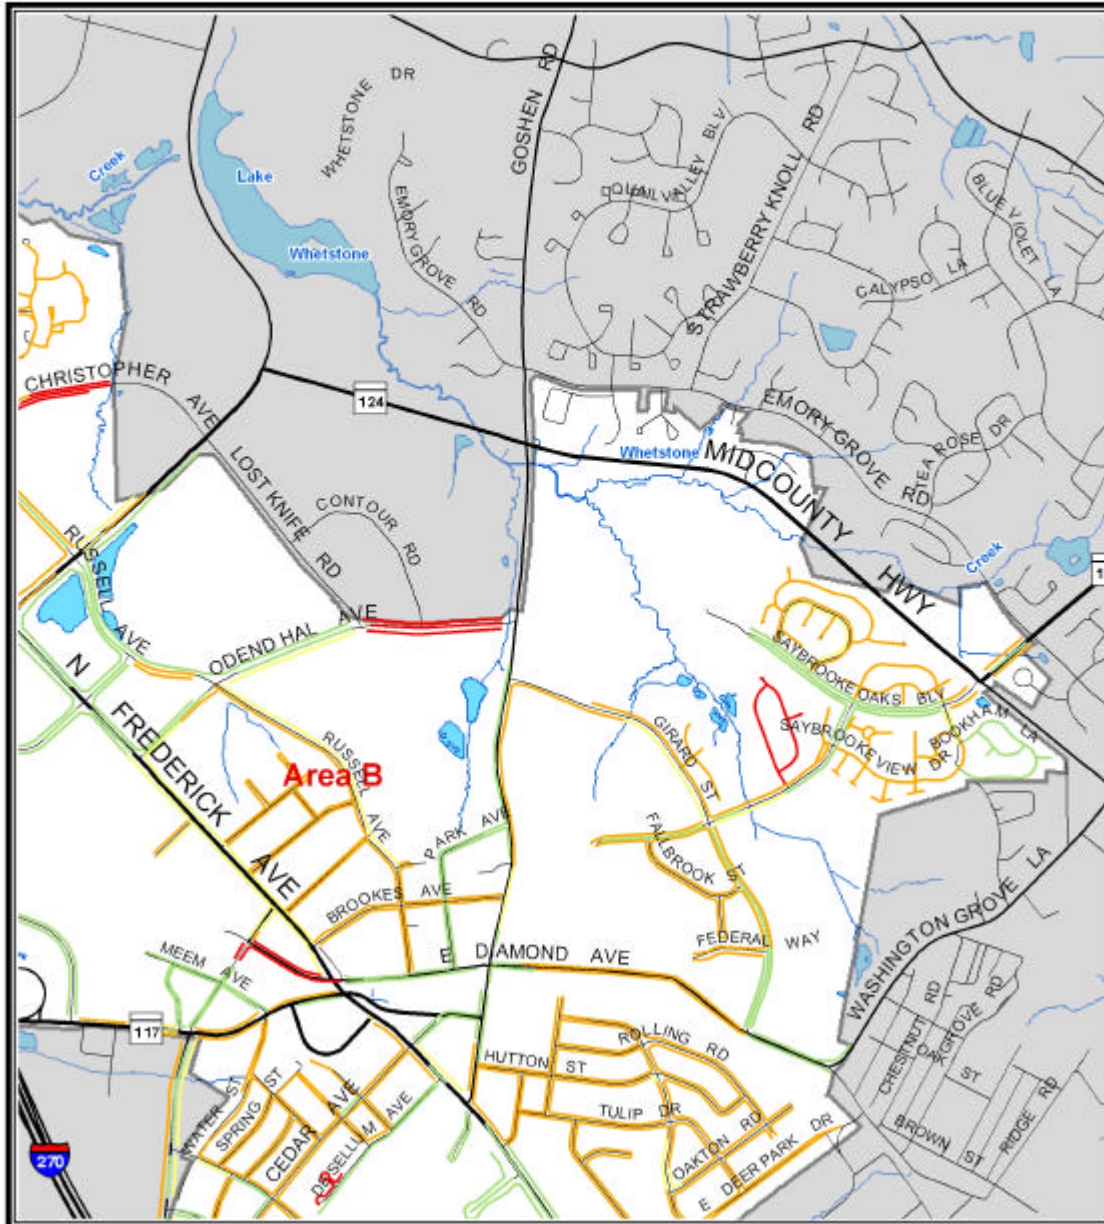 WHETSTONE DR
GOSHEN RD
Creek
Lake
Whetstone
EMORY GROVE RD
QUAIL VALLEY BLV
STRAWBERRY KNOLL RD
BLUE VIOLET LA
CALYPSO LA
CHRISTOPHER AVE
124
LOST KNIFE RD
CONTOUR RD
Whetstone
MIDCOUNTY HWY
EMORY GROVE RD
TEA ROSE DR
Creek
RUSSELL AVE
ODEND HAL AVE
N FREDERICK AVE
RUSSELL AVE
Area B
SAYBROOKE OAKS BLV
SAYBROOKE VIEW DR
BOOKHAM LA
GIRARD ST
PARK AVE
FALLBROOK ST
BROOKES AVE
FEDERAL WAY
E DIAMOND AVE
MEEM AVE
WASHINGTON GROVE LA
117
CHESTNUT RD
OAK ST
GROVE RD
BROWN ST
RIDGE RD
HUTTON ST
ROLLING RD
TULIP DR
OAKTON RD
E DEER PARK DR
WATER ST
SPRING ST
CEDAR AVE
DESELLUM AVE
270